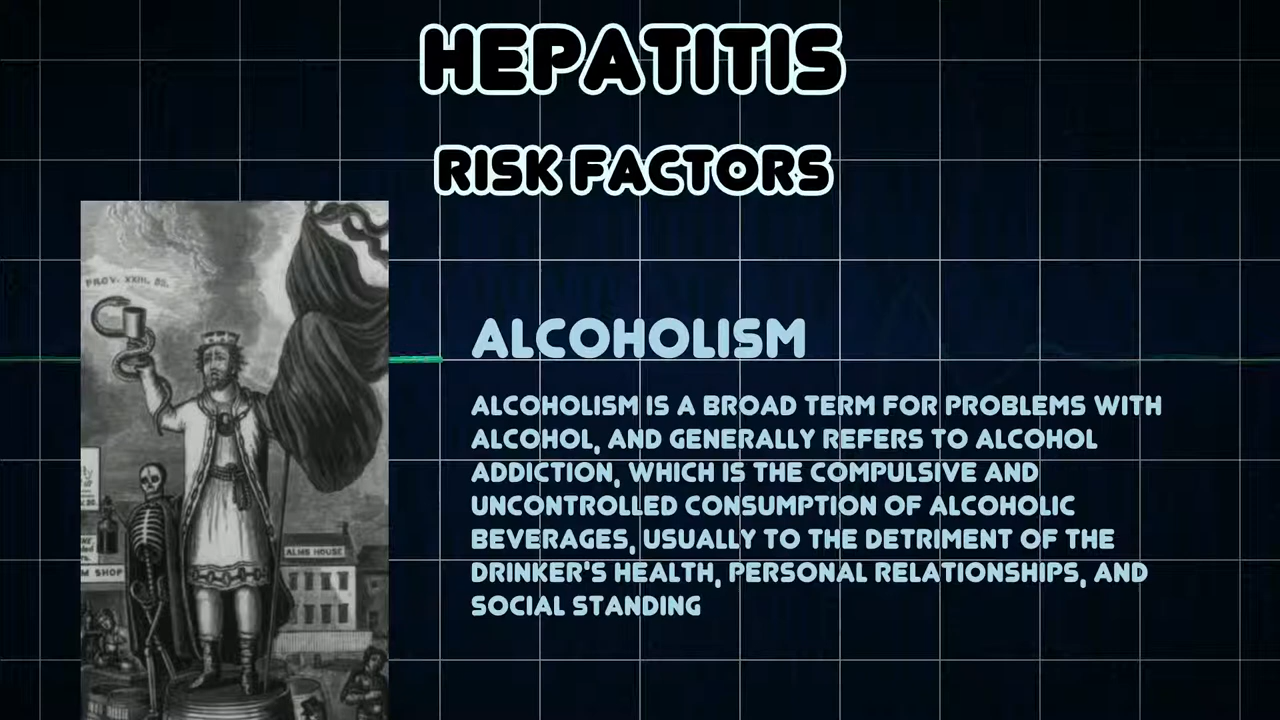 HEPATITIS
RISK FACTORS
PROV. XXIII. 32.
ALCOHOLISM
ALCOHOLISM IS A BROAD TERM FOR PROBLEMS WITH
ALCOHOL, AND GENERALLY REFERS TO ALCOHOL
ADDICTION, WHICH IS THE COMPULSIVE AND
UNCONTROLLED CONSUMPTION OF ALCOHOLIC
BEVERAGES, USUALLY TO THE DETRIMENT OF THE
DRINKER'S HEALTH, PERSONAL RELATIONSHIPS, AND
SOCIAL STANDING
ALMS HOUSE
SHOP